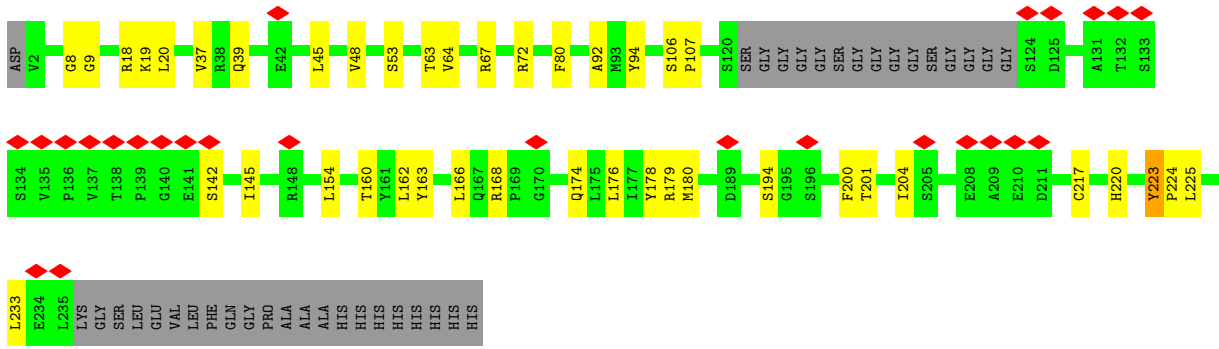 ASP V2 G8 G9 R18 K19 L20 V37 R38 Q39 E42 L45 V48 S53 T63 V64 R67 R72 F80 A92 M93 Y94 S106 P107 S120 SER GLY GLY GLY GLY SER GLY GLY GLY GLY SER GLY GLY GLY GLY S124 D125 A131 T132 S133
S134 V135 P136 V137 T138 P139 G140 E141 S142 I145 R148 L154 T160 Y161 L162 Y163 L166 Q167 R168 P169 G170 Q174 L175 L176 I177 Y178 R179 M180 D189 S194 G195 S196 F200 T201 I204 S205 E208 A209 E210 D211 C217 H220 Y223 P224 L225
L233 E234 L235 LYS GLY SER LEU GLU VAL LEU PHE GLN GLY PRO ALA ALA ALA HIS HIS HIS HIS HIS HIS HIS HIS